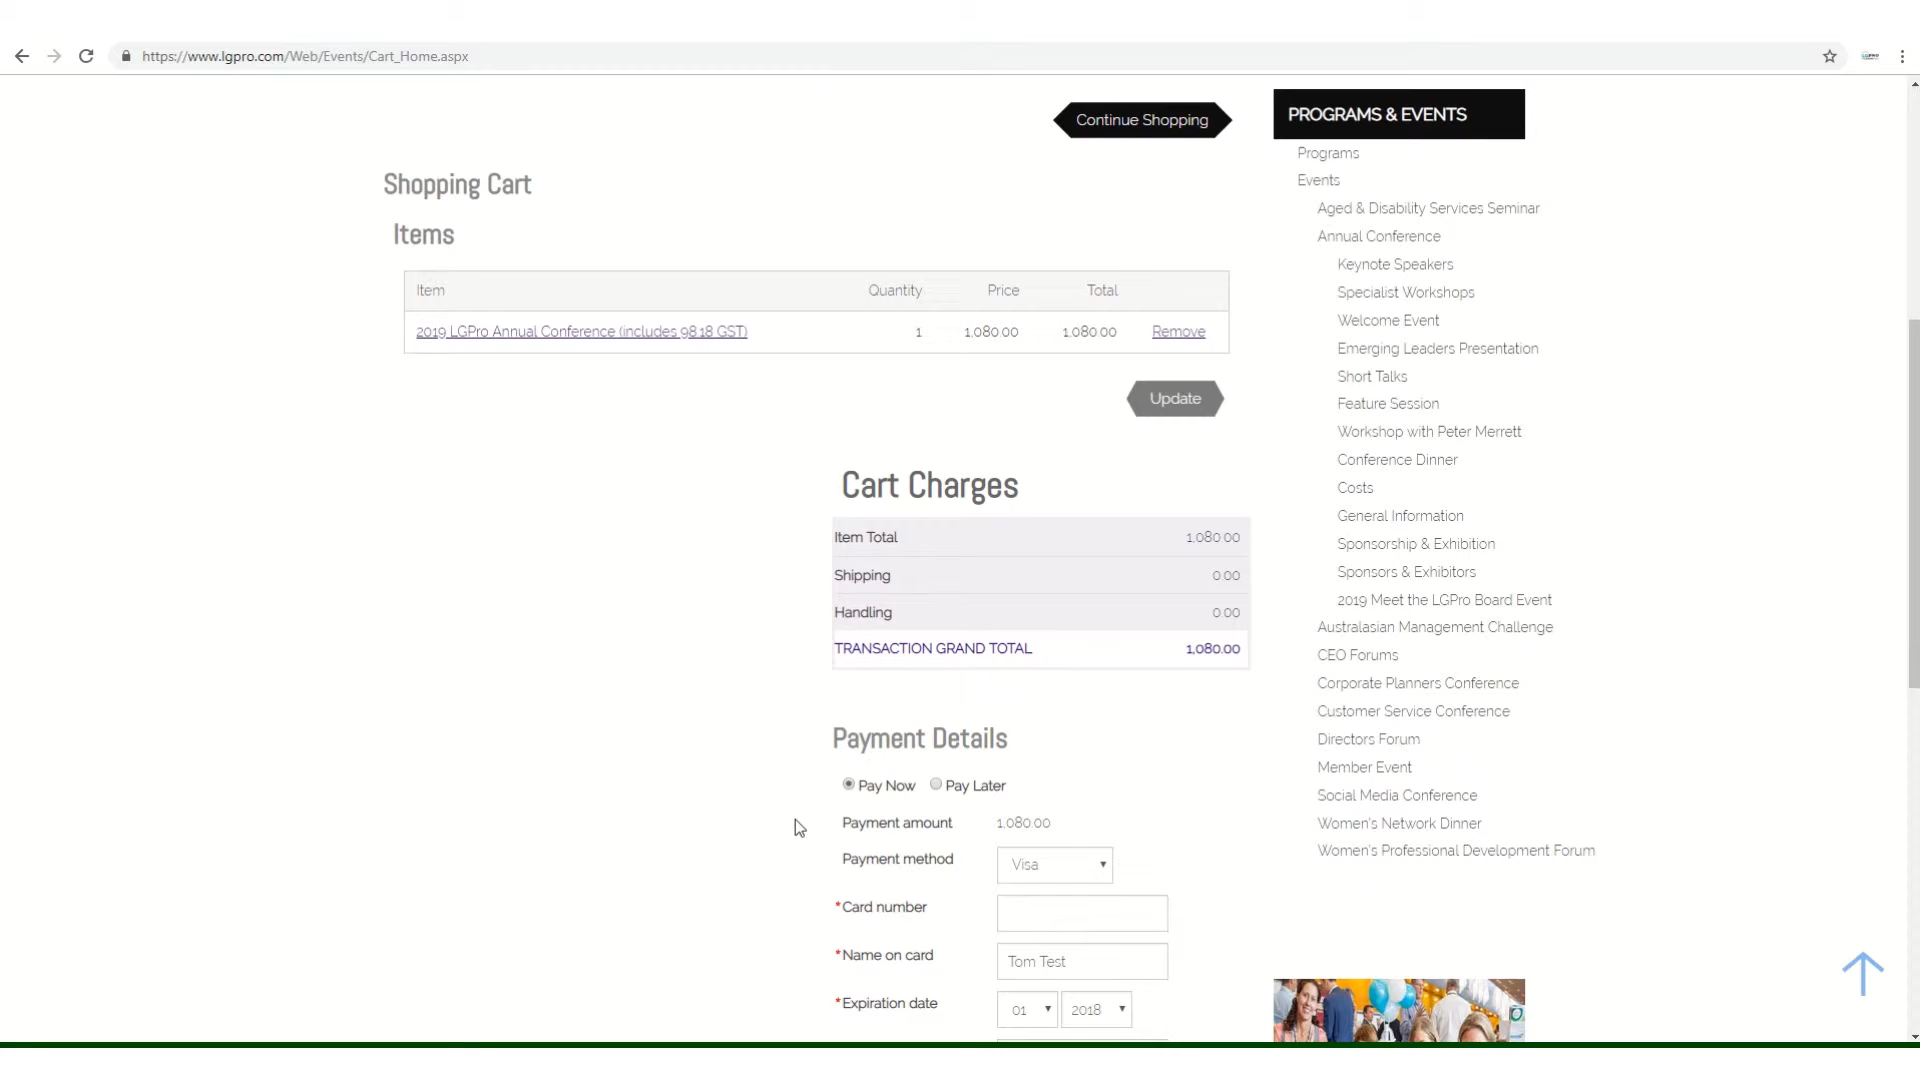 https://www.lgpro.com/Web/Events/Cart_Home.aspx
Continue Shopping
Shopping Cart
Items
Item Quantity Price Total
2019 LGPro Annual Conference (includes 98.18 GST) 1 1,080.00 1,080.00 Remove
Update
Cart Charges
Item Total 1,080.00
Shipping 0.00
Handling 0.00
TRANSACTION GRAND TOTAL 1,080.00
Payment Details
Pay Now Pay Later
Payment amount 1,080.00
Payment method Visa
*Card number
*Name on card Tom Test
*Expiration date 01 2018
PROGRAMS & EVENTS
Programs
Events
Aged & Disability Services Seminar
Annual Conference
Keynote Speakers
Specialist Workshops
Welcome Event
Emerging Leaders Presentation
Short Talks
Feature Session
Workshop with Peter Merrett
Conference Dinner
Costs
General Information
Sponsorship & Exhibition
Sponsors & Exhibitors
2019 Meet the LGPro Board Event
Australasian Management Challenge
CEO Forums
Corporate Planners Conference
Customer Service Conference
Directors Forum
Member Event
Social Media Conference
Women's Network Dinner
Women's Professional Development Forum